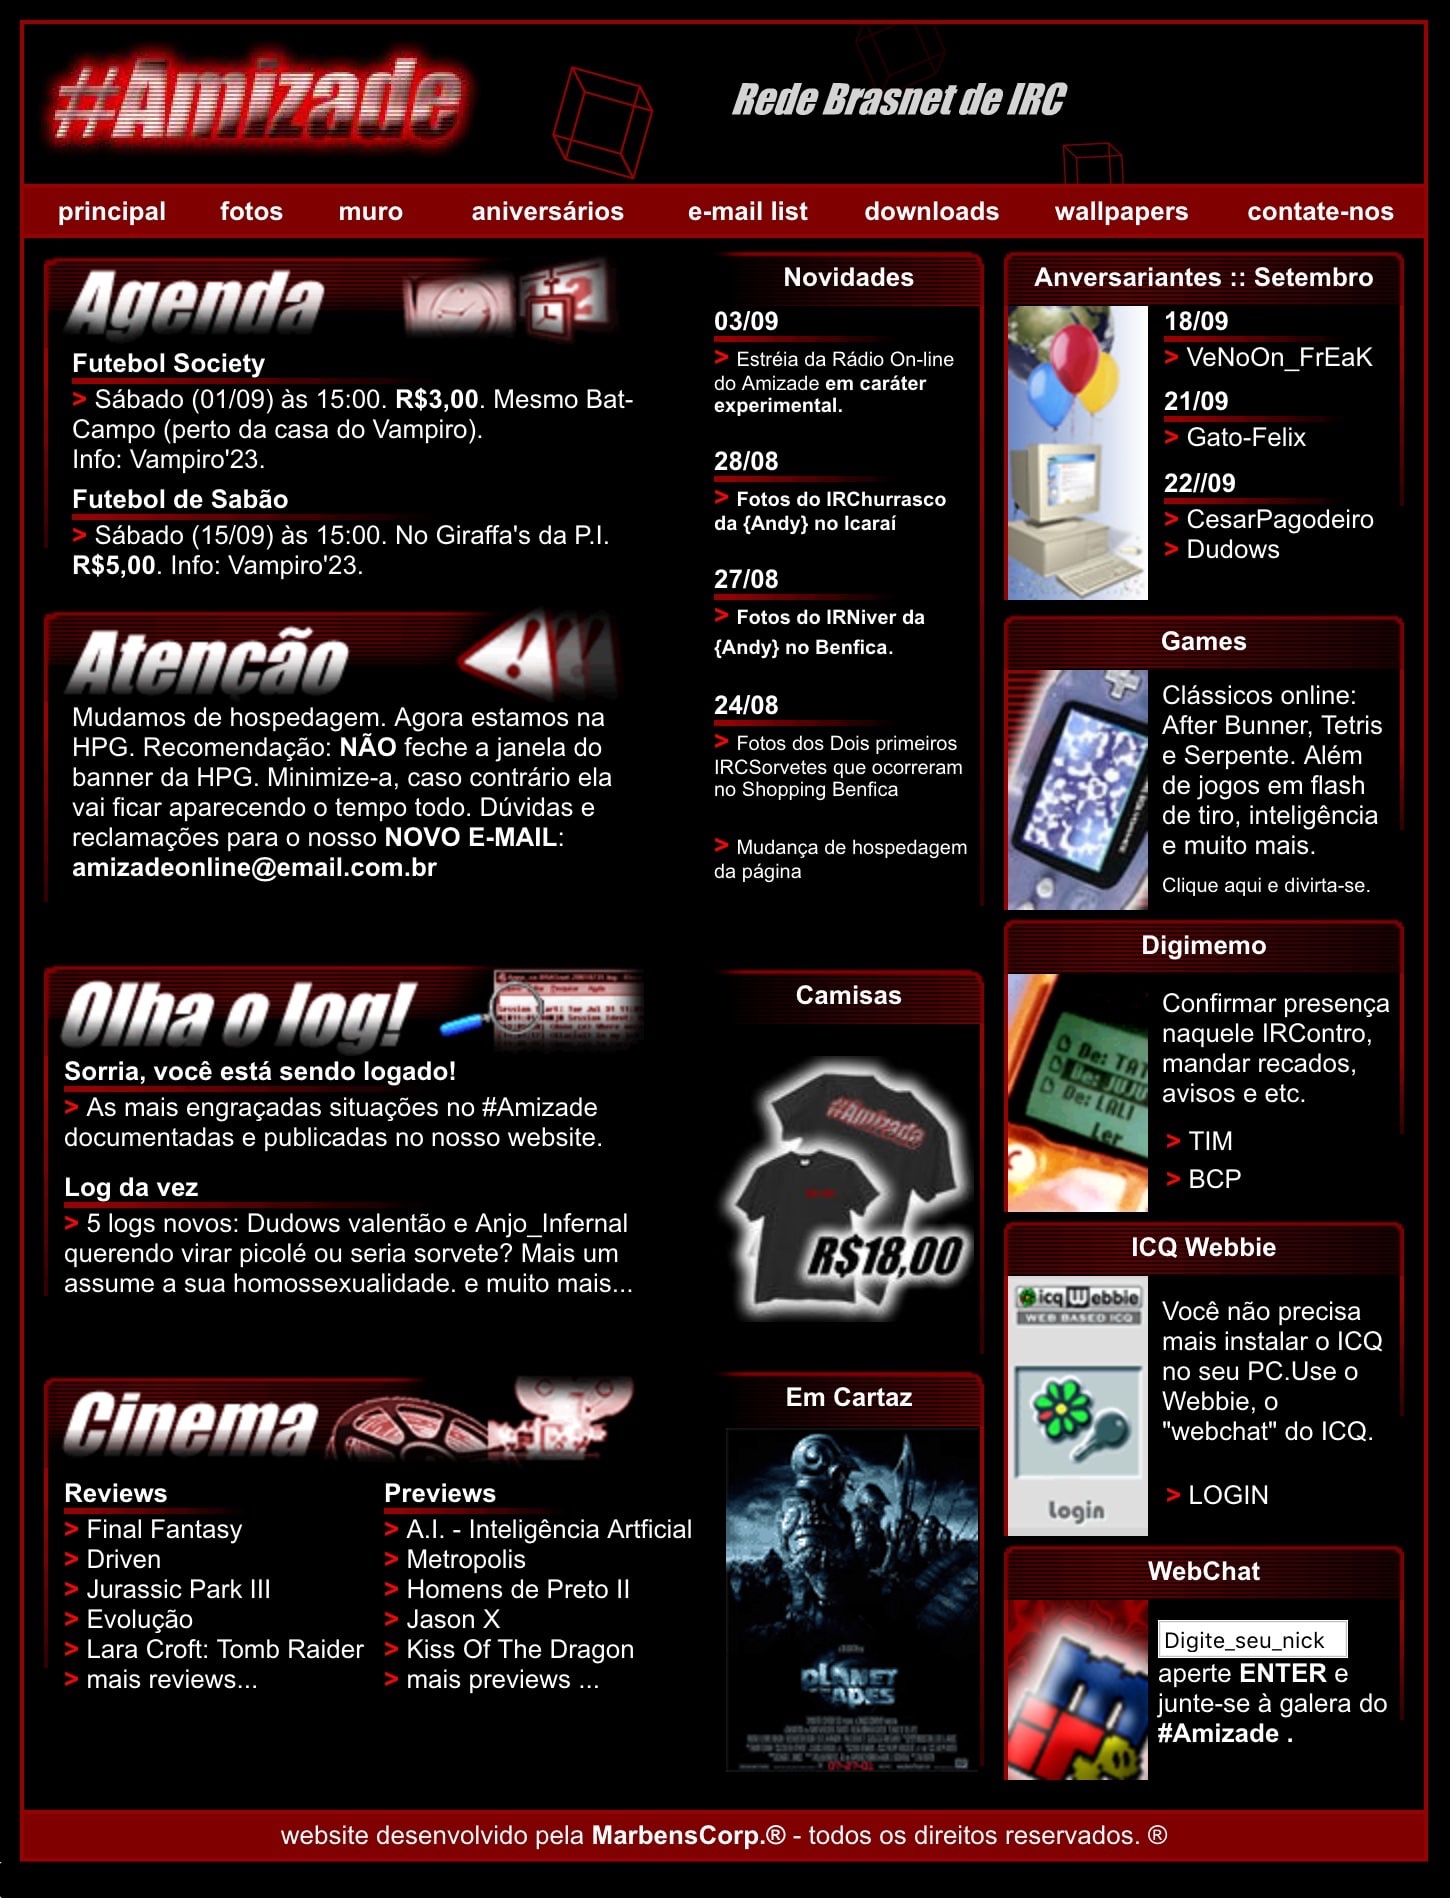 #Amizade
Rede Brasnet de IRC
principal fotos muro aniversários e-mail list downloads wallpapers contate-nos
Agenda
Futebol Society
> Sábado (01/09) às 15:00. R$3,00. Mesmo Bat-
Campo (perto da casa do Vampiro).
Info: Vampiro'23.
Futebol de Sabão
> Sábado (15/09) às 15:00. No Giraffa's da P.I.
R$5,00. Info: Vampiro'23.
Atenção
Mudamos de hospedagem. Agora estamos na
HPG. Recomendação: NÃO feche a janela do
banner da HPG. Minimize-a, caso contrário ela
vai ficar aparecendo o tempo todo. Dúvidas e
reclamações para o nosso NOVO E-MAIL:
amizadeonline@email.com.br
Olha o log!
Sorria, você está sendo logado!
> As mais engraçadas situações no #Amizade
documentadas e publicadas no nosso website.
Log da vez
> 5 logs novos: Dudows valentão e Anjo_Infernal
querendo virar picolé ou seria sorvete? Mais um
assume a sua homossexualidade. e muito mais...
Cinema
Reviews
> Final Fantasy
> Driven
> Jurassic Park III
> Evolução
> Lara Croft: Tomb Raider
> mais reviews...
Previews
> A.I. - Inteligência Artficial
> Metropolis
> Homens de Preto II
> Jason X
> Kiss Of The Dragon
> mais previews ...
Novidades
03/09
> Estréia da Rádio On-line
do Amizade em caráter
experimental.
28/08
> Fotos do IRChurrasco
da {Andy} no Icaraí
27/08
> Fotos do IRNiver da
{Andy} no Benfica.
24/08
> Fotos dos Dois primeiros
IRCSorvetes que ocorreram
no Shopping Benfica
> Mudança de hospedagem
da página
Camisas
#Amizade
R$18,00
Em Cartaz
PLANET
OF THE APES
07-27-01
Anversariantes :: Setembro
18/09
> VeNoOn_FrEaK
21/09
> Gato-Felix
22//09
> CesarPagodeiro
> Dudows
Games
Clássicos online:
After Bunner, Tetris
e Serpente. Além
de jogos em flash
de tiro, inteligência
e muito mais.
Clique aqui e divirta-se.
Digimemo
De: TAT
De: JUJU
De: LALI
Ler
Confirmar presença
naquele IRContro,
mandar recados,
avisos e etc.
> TIM
> BCP
ICQ Webbie
icq Webbie
WEB BASED ICQ
Login
Você não precisa
mais instalar o ICQ
no seu PC.Use o
Webbie, o
"webchat" do ICQ.
> LOGIN
WebChat
Digite_seu_nick
aperte ENTER e
junte-se à galera do
#Amizade .
website desenvolvido pela MarbensCorp.® - todos os direitos reservados. ®